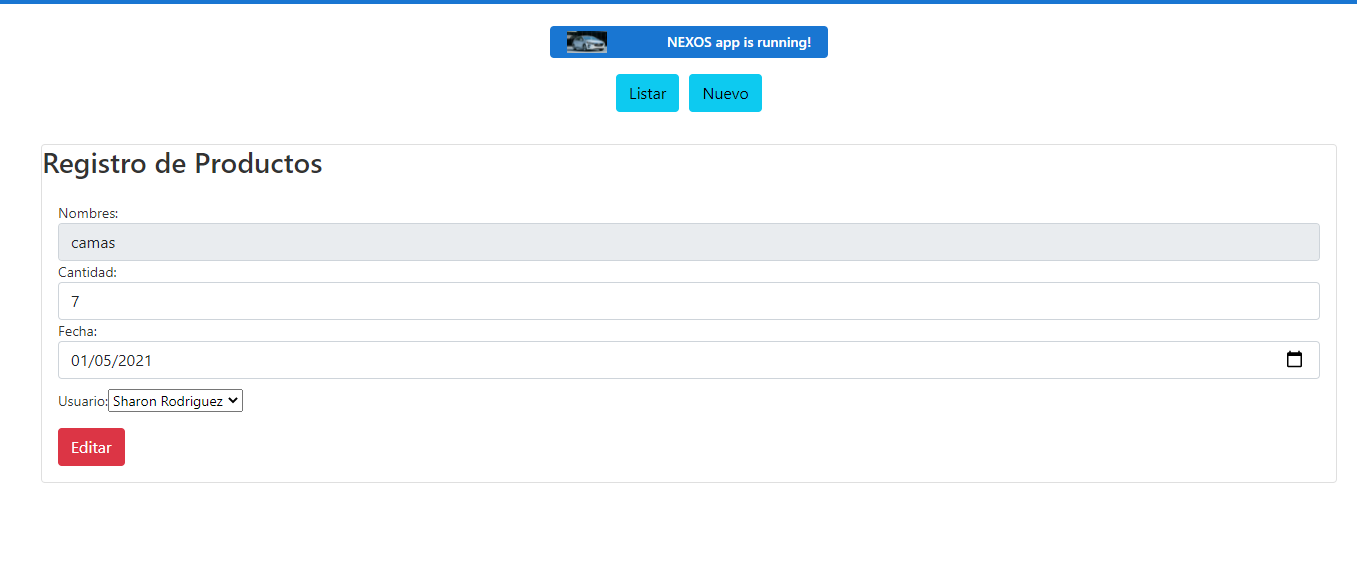 NEXOS app is running!
Listar Nuevo
Registro de Productos
Nombres:
camas
Cantidad:
7
Fecha:
01/05/2021
Usuario: Sharon Rodriguez
Editar